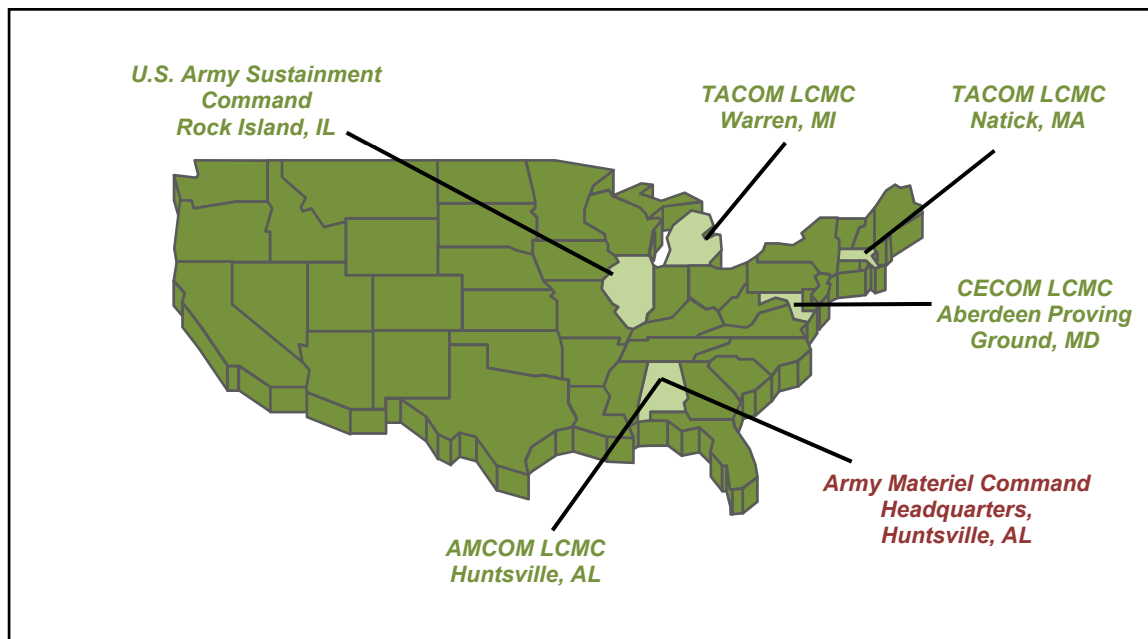 U.S. Army Sustainment
Command
Rock Island, IL
TACOM LCMC
Warren, MI
TACOM LCMC
Natick, MA
CECOM LCMC
Aberdeen Proving
Ground, MD
Army Materiel Command
Headquarters,
Huntsville, AL
AMCOM LCMC
Huntsville, AL